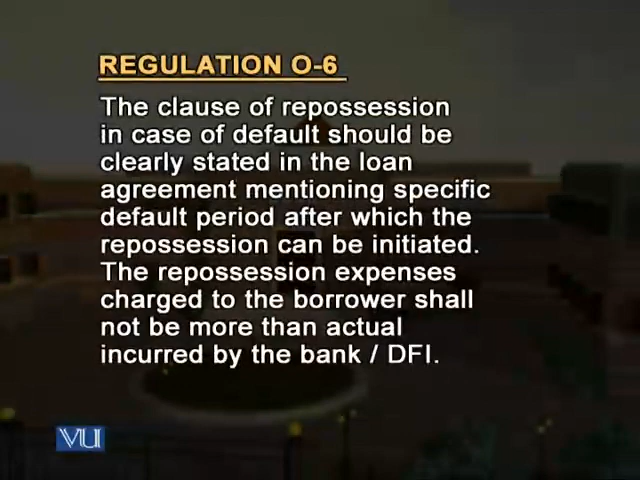 REGULATION O-6
The clause of repossession
in case of default should be
clearly stated in the loan
agreement mentioning specific
default period after which the
repossession can be initiated.
The repossession expenses
charged to the borrower shall
not be more than actual
incurred by the bank / DFI.
VU